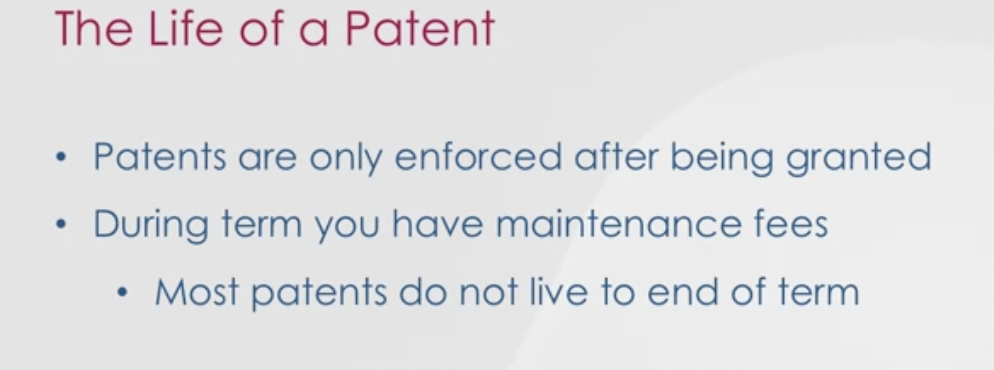 The Life of a Patent
• Patents are only enforced after being granted
• During term you have maintenance fees
• Most patents do not live to end of term